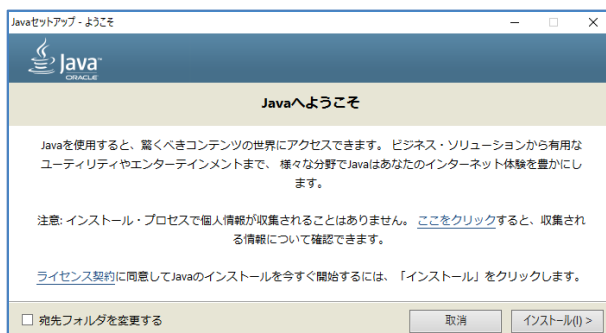 Javaセットアップ - ようこそ
Java
ORACLE
Javaへようこそ
Javaを使用すると、驚くべきコンテンツの世界にアクセスできます。 ビジネス・ソリューションから有用な
ユーティリティやエンターテインメントまで、 様々な分野でJavaはあなたのインターネット体験を豊かにし
ます。
注意: インストール・プロセスで個人情報が収集されることはありません。 ここをクリックすると、収集され
る情報について確認できます。
ライセンス契約に同意してJavaのインストールを今すぐ開始するには、「インストール」をクリックします。
宛先フォルダを変更する
取消
インストール(I) >